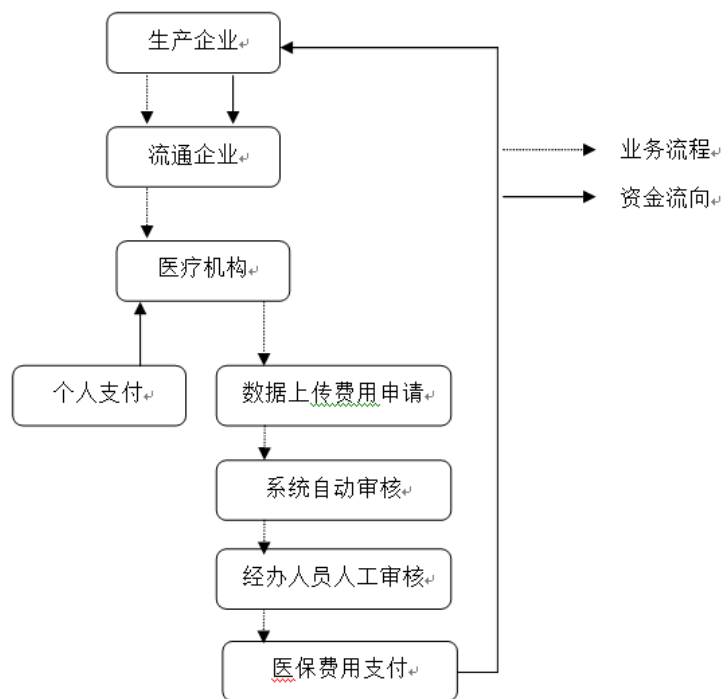 生产企业
流通企业
业务流程
资金流向
医疗机构
个人支付
数据上传费用申请
系统自动审核
经办人员人工审核
医保费用支付